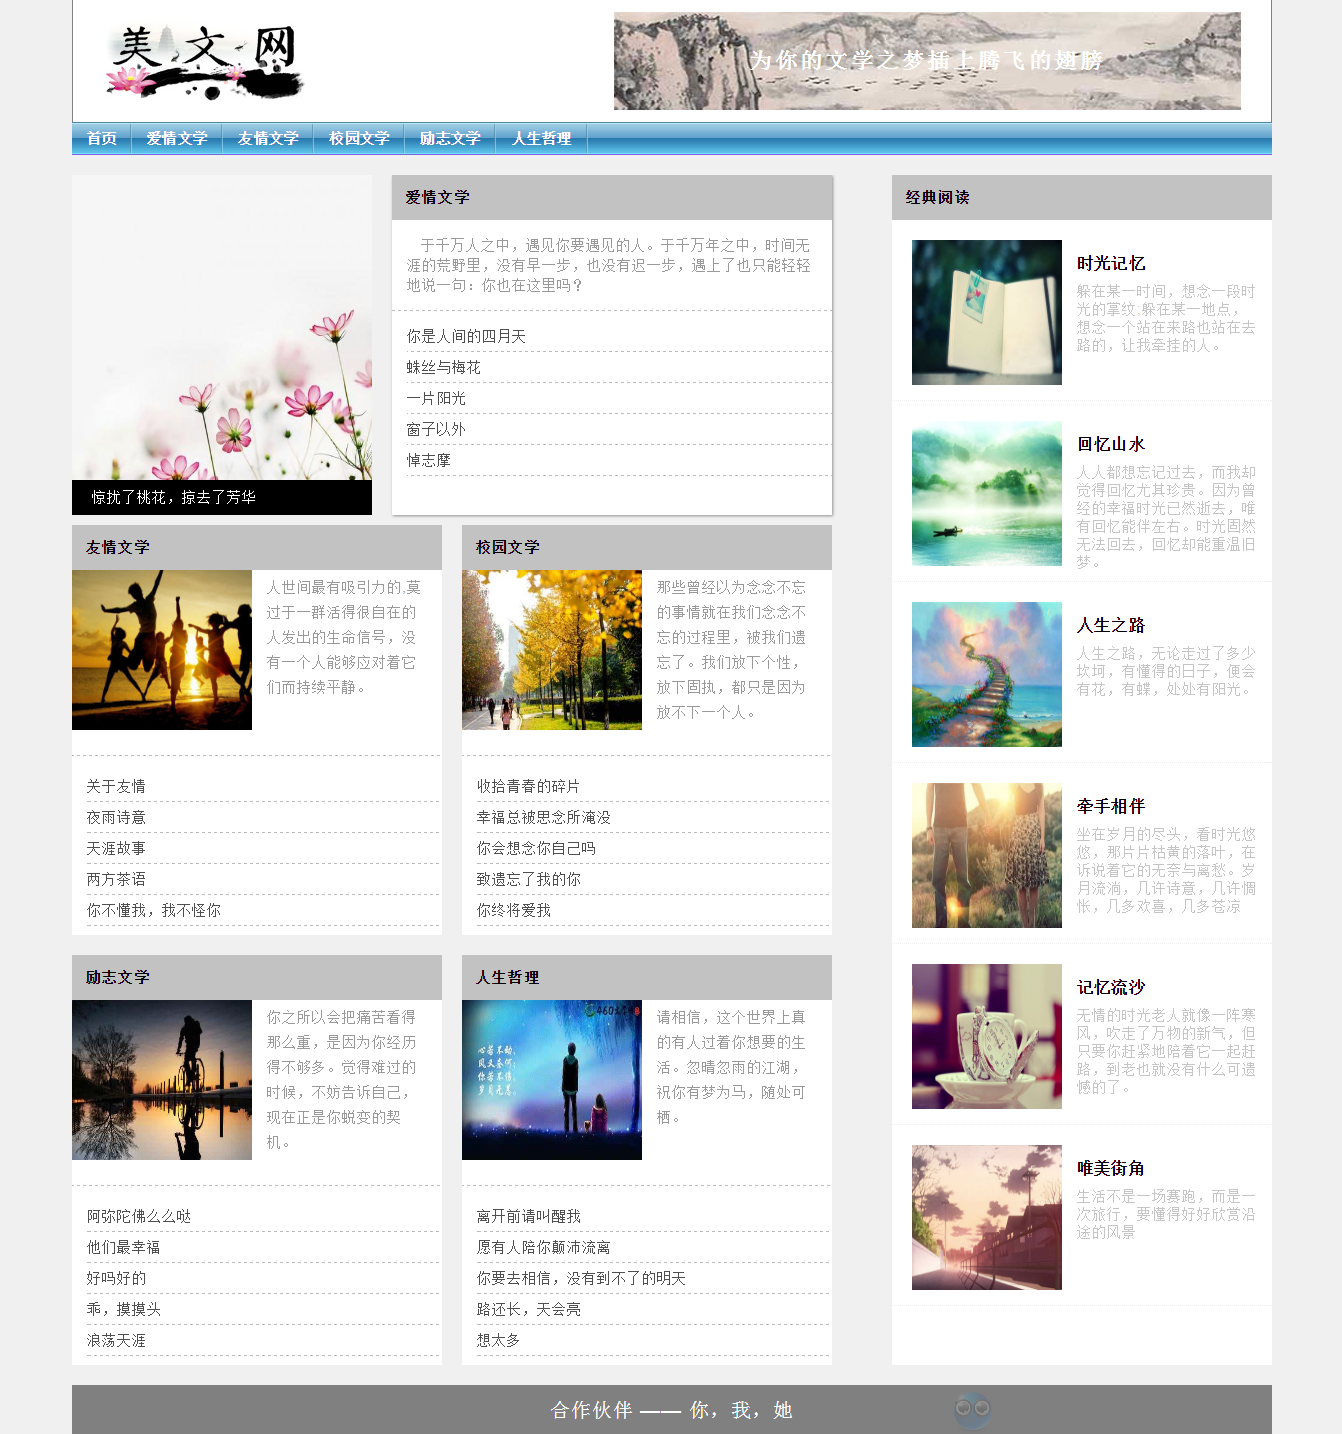 美文网
为你的文学之梦插上腾飞的翅膀
首页 爱情文学 友情文学 校园文学 励志文学 人生哲理
惊扰了桃花，掠去了芳华
爱情文学
于千万人之中，遇见你要遇见的人。于千万年之中，时间无
涯的荒野里，没有早一步，也没有迟一步，遇上了也只能轻轻
地说一句：你也在这里吗？
你是人间的四月天
蛛丝与梅花
一片阳光
窗子以外
悼志摩
友情文学
人世间最有吸引力的,莫
过于一群活得很自在的
人发出的生命信号，没
有一个人能够应对着它
们而持续平静。
关于友情
夜雨诗意
天涯故事
两方茶语
你不懂我，我不怪你
校园文学
那些曾经以为念念不忘
的事情就在我们念念不
忘的过程里，被我们遗
忘了。我们放下个性，
放下固执，都只是因为
放不下一个人。
收拾青春的碎片
幸福总被思念所淹没
你会想念你自己吗
致遗忘了我的你
你终将爱我
励志文学
你之所以会把痛苦看得
那么重，是因为你经历
得不够多。觉得难过的
时候，不妨告诉自己，
现在正是你蜕变的契
机。
阿弥陀佛么么哒
他们最幸福
好吗好的
乖，摸摸头
浪荡天涯
人生哲理
心若不动，
风又奈何；
你若不伤，
岁月无恙。
请相信，这个世界上真
的有人过着你想要的生
活。忽晴忽雨的江湖，
祝你有梦为马，随处可
栖。
离开前请叫醒我
愿有人陪你颠沛流离
你要去相信，没有到不了的明天
路还长，天会亮
想太多
经典阅读
时光记忆
躲在某一时间，想念一段时
光的掌纹;躲在某一地点，
想念一个站在来路也站在去
路的，让我牵挂的人。
回忆山水
人人都想忘记过去，而我却
觉得回忆尤其珍贵。因为曾
经的幸福时光已然逝去，唯
有回忆能伴左右。时光固然
无法回去，回忆却能重温旧
梦。
人生之路
人生之路，无论走过了多少
坎坷，有懂得的日子，便会
有花，有蝶，处处有阳光。
牵手相伴
坐在岁月的尽头，看时光悠
悠，那片片枯黄的落叶，在
诉说着它的无奈与离愁。岁
月流淌，几许诗意，几许惆
怅，几多欢喜，几多苍凉
记忆流沙
无情的时光老人就像一阵寒
风，吹走了万物的新气，但
只要你赶紧地陪着它一起赶
路，到老也就没有什么可遗
憾的了。
唯美街角
生活不是一场赛跑，而是一
次旅行，要懂得好好欣赏沿
途的风景
合作伙伴 —— 你，我，她